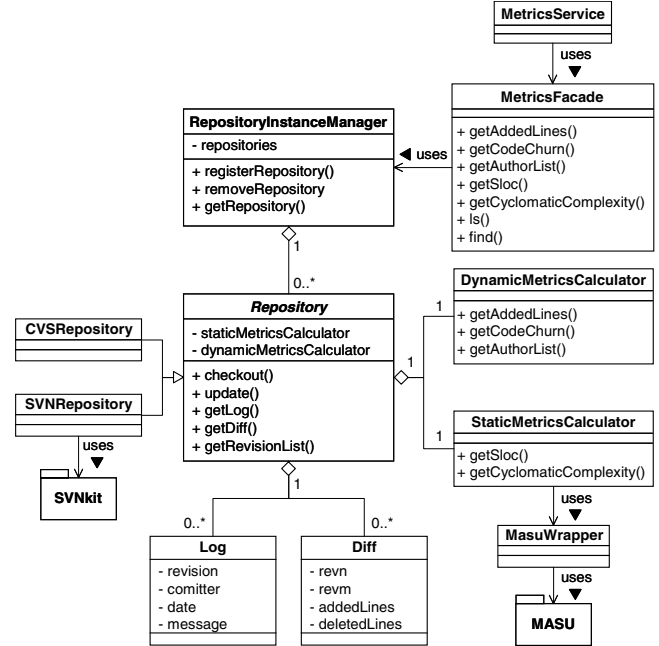 MetricsService
uses
MetricsFacade
+ getAddedLines()
+ getCodeChurn()
+ getAuthorList()
+ getSloc()
+ getCyclomaticComplexity()
+ ls()
+ find()
RepositoryInstanceManager
- repositories
+ registerRepository()
+ removeRepository
+ getRepository()
uses
1
0..*
Repository
- staticMetricsCalculator
- dynamicMetricsCalculator
+ checkout()
+ update()
+ getLog()
+ getDiff()
+ getRevisionList()
CVSRepository
SVNRepository
uses
SVNkit
1
1
1
DynamicMetricsCalculator
+ getAddedLines()
+ getCodeChurn()
+ getAuthorList()
StaticMetricsCalculator
+ getSloc()
+ getCyclomaticComplexity()
uses
MasuWrapper
uses
MASU
1
0..*
0..*
Log
- revision
- comitter
- date
- message
Diff
- revn
- revm
- addedLines
- deletedLines